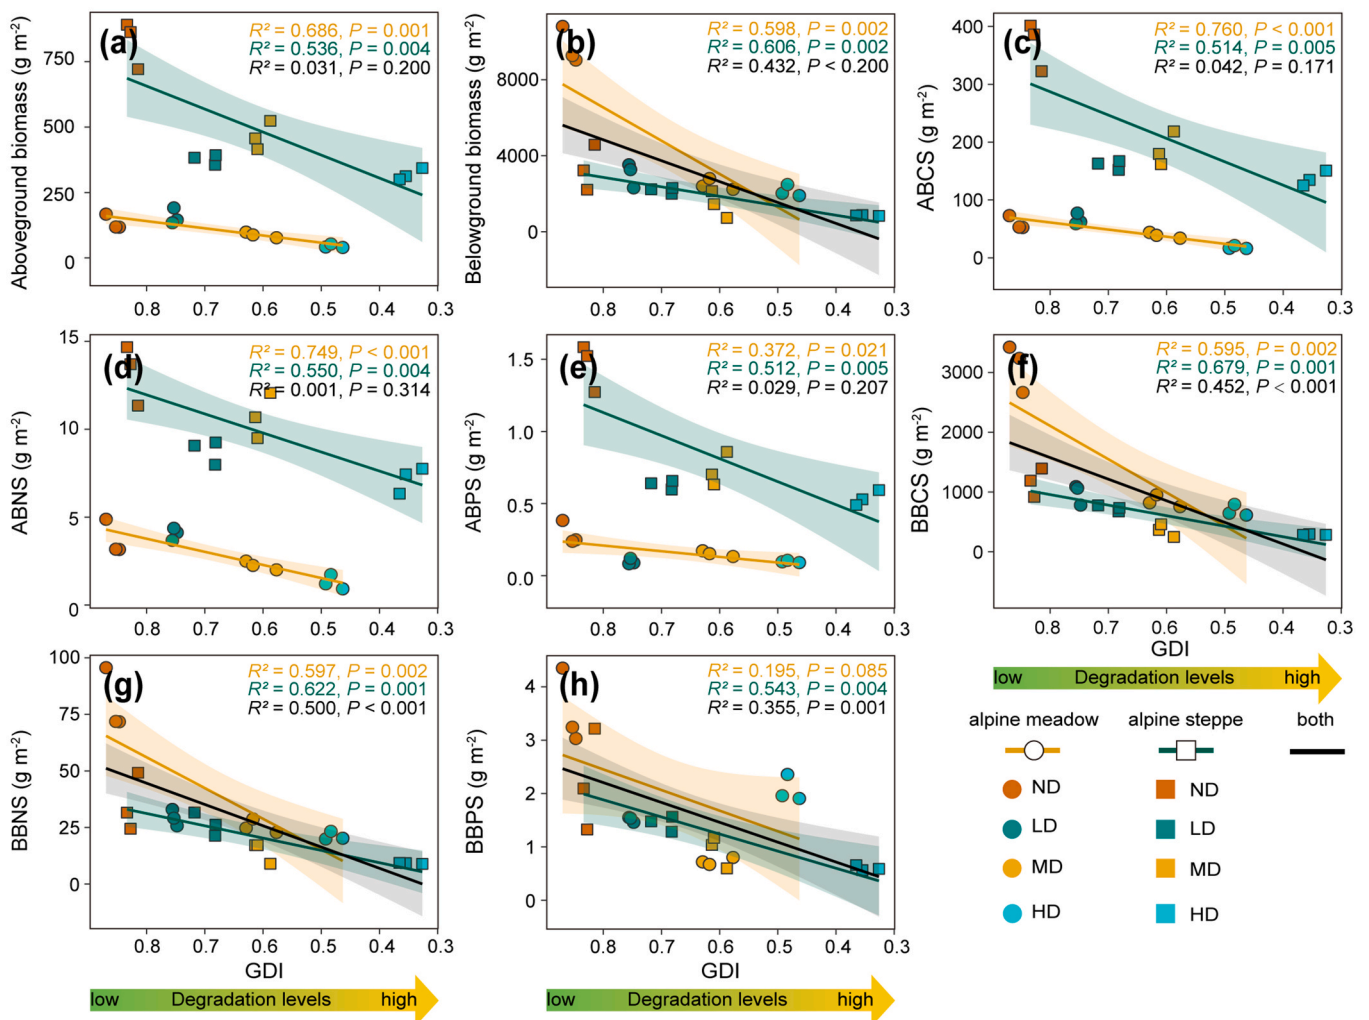 (a)
R² = 0.686, P = 0.001
R² = 0.536, P = 0.004
R² = 0.031, P = 0.200
Aboveground biomass (g m⁻²)
750
500
250
0
0.8 0.7 0.6 0.5 0.4 0.3
(b)
R² = 0.598, P = 0.002
R² = 0.606, P = 0.002
R² = 0.432, P < 0.200
Belowground biomass (g m⁻²)
8000
4000
0
0.8 0.7 0.6 0.5 0.4 0.3
(c)
R² = 0.760, P < 0.001
R² = 0.514, P = 0.005
R² = 0.042, P = 0.171
ABCS (g m⁻²)
400
300
200
100
0
0.8 0.7 0.6 0.5 0.4 0.3
(d)
R² = 0.749, P < 0.001
R² = 0.550, P = 0.004
R² = 0.001, P = 0.314
ABNS (g m⁻²)
15
10
5
0
0.8 0.7 0.6 0.5 0.4 0.3
(e)
R² = 0.372, P = 0.021
R² = 0.512, P = 0.005
R² = 0.029, P = 0.207
ABPS (g m⁻²)
1.5
1.0
0.5
0.0
0.8 0.7 0.6 0.5 0.4 0.3
(f)
R² = 0.595, P = 0.002
R² = 0.679, P = 0.001
R² = 0.452, P < 0.001
BBCS (g m⁻²)
3000
2000
1000
0
0.8 0.7 0.6 0.5 0.4 0.3
GDI
low Degradation levels high
(g)
R² = 0.597, P = 0.002
R² = 0.622, P = 0.001
R² = 0.500, P < 0.001
BBNS (g m⁻²)
100
75
50
25
0
0.8 0.7 0.6 0.5 0.4 0.3
GDI
low Degradation levels high
(h)
R² = 0.195, P = 0.085
R² = 0.543, P = 0.004
R² = 0.355, P = 0.001
BBPS (g m⁻²)
4
3
2
1
0
0.8 0.7 0.6 0.5 0.4 0.3
GDI
low Degradation levels high
alpine meadow alpine steppe both
ND ND
LD LD
MD MD
HD HD